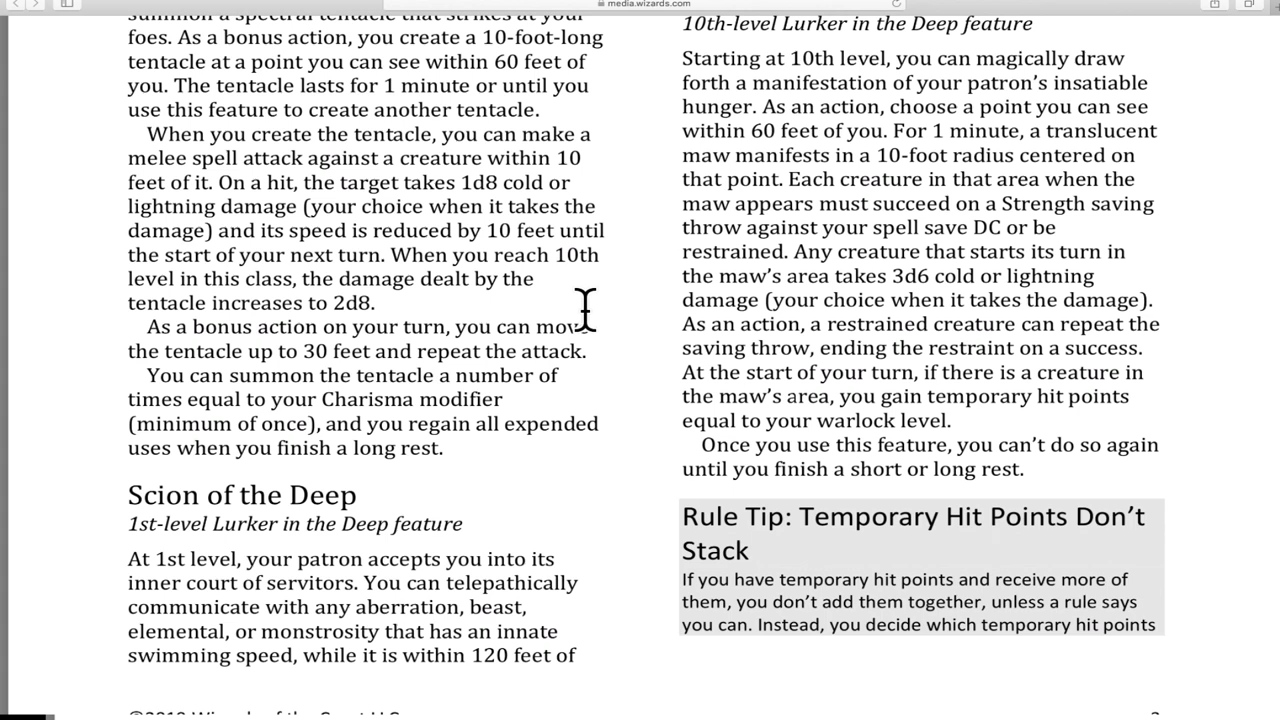 media.wizards.com
summon a spectral tentacle that strikes at your
foes. As a bonus action, you create a 10-foot-long
tentacle at a point you can see within 60 feet of
you. The tentacle lasts for 1 minute or until you
use this feature to create another tentacle.
When you create the tentacle, you can make a
melee spell attack against a creature within 10
feet of it. On a hit, the target takes 1d8 cold or
lightning damage (your choice when it takes the
damage) and its speed is reduced by 10 feet until
the start of your next turn. When you reach 10th
level in this class, the damage dealt by the
tentacle increases to 2d8.
As a bonus action on your turn, you can move
the tentacle up to 30 feet and repeat the attack.
You can summon the tentacle a number of
times equal to your Charisma modifier
(minimum of once), and you regain all expended
uses when you finish a long rest.
Scion of the Deep
1st-level Lurker in the Deep feature
At 1st level, your patron accepts you into its
inner court of servitors. You can telepathically
communicate with any aberration, beast,
elemental, or monstrosity that has an innate
swimming speed, while it is within 120 feet of
10th-level Lurker in the Deep feature
Starting at 10th level, you can magically draw
forth a manifestation of your patron's insatiable
hunger. As an action, choose a point you can see
within 60 feet of you. For 1 minute, a translucent
maw manifests in a 10-foot radius centered on
that point. Each creature in that area when the
maw appears must succeed on a Strength saving
throw against your spell save DC or be
restrained. Any creature that starts its turn in
the maw's area takes 3d6 cold or lightning
damage (your choice when it takes the damage).
As an action, a restrained creature can repeat the
saving throw, ending the restraint on a success.
At the start of your turn, if there is a creature in
the maw's area, you gain temporary hit points
equal to your warlock level.
Once you use this feature, you can't do so again
until you finish a short or long rest.
Rule Tip: Temporary Hit Points Don't
Stack
If you have temporary hit points and receive more of
them, you don't add them together, unless a rule says
you can. Instead, you decide which temporary hit points